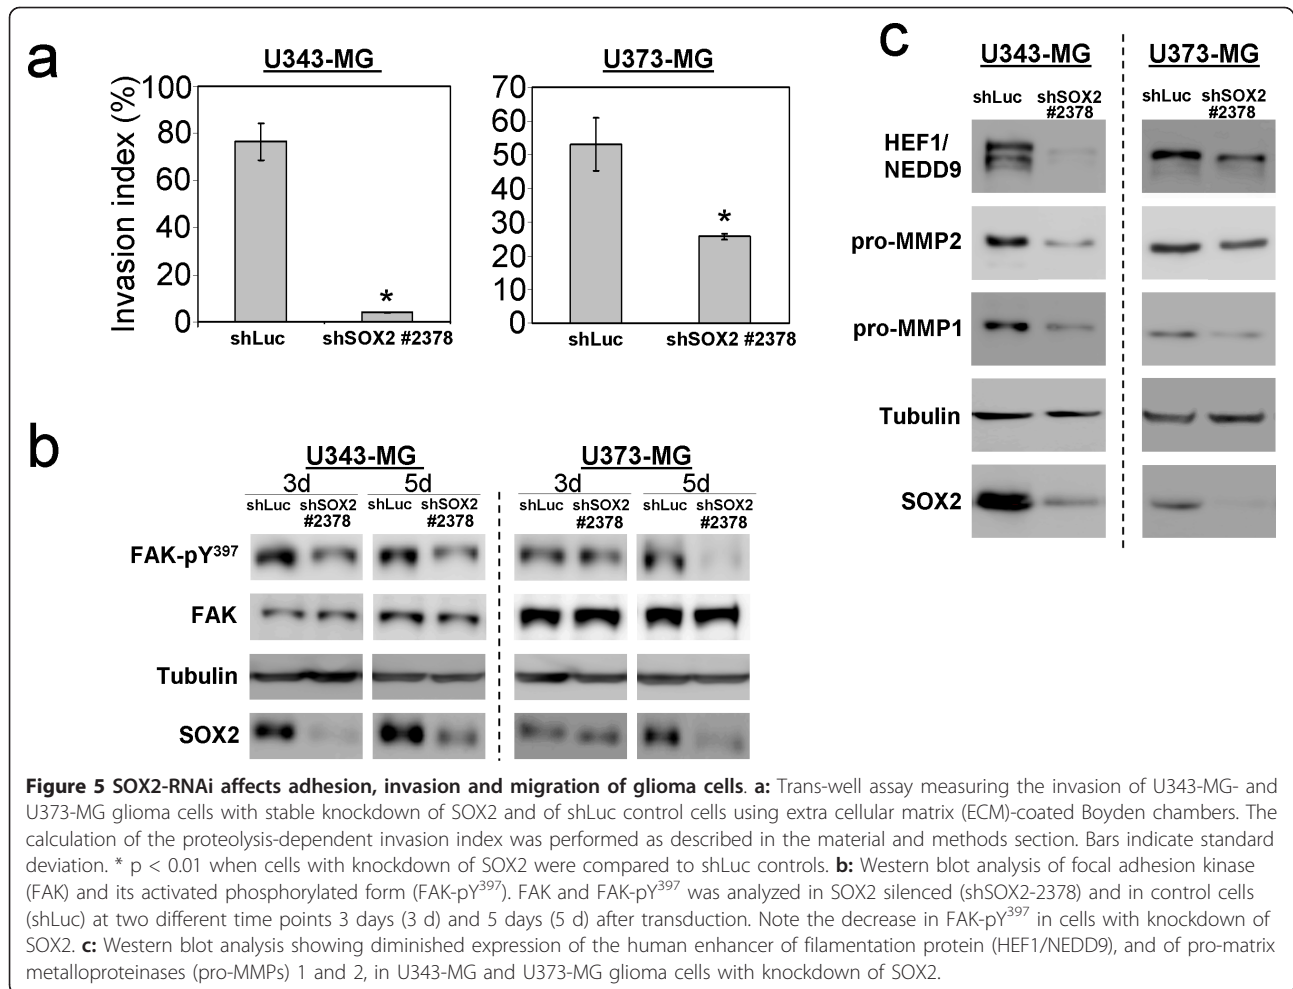 a
U343-MG
U373-MG
Invasion index (%)
100
80
60
40
20
0
*
shLuc
shSOX2 #2378
70
60
50
40
30
20
10
0
*
shLuc
shSOX2 #2378
b
U343-MG
U373-MG
3d
5d
3d
5d
shLuc
shSOX2
#2378
shLuc
shSOX2
#2378
shLuc
shSOX2
#2378
shLuc
shSOX2
#2378
FAK-pY³⁹⁷
FAK
Tubulin
SOX2
c
U343-MG
U373-MG
shLuc
shSOX2
#2378
shLuc
shSOX2
#2378
HEF1/
NEDD9
pro-MMP2
pro-MMP1
Tubulin
SOX2
Figure 5 SOX2-RNAi affects adhesion, invasion and migration of glioma cells. a: Trans-well assay measuring the invasion of U343-MG- and
U373-MG glioma cells with stable knockdown of SOX2 and of shLuc control cells using extra cellular matrix (ECM)-coated Boyden chambers. The
calculation of the proteolysis-dependent invasion index was performed as described in the material and methods section. Bars indicate standard
deviation. * p < 0.01 when cells with knockdown of SOX2 were compared to shLuc controls. b: Western blot analysis of focal adhesion kinase
(FAK) and its activated phosphorylated form (FAK-pY³⁹⁷). FAK and FAK-pY³⁹⁷ was analyzed in SOX2 silenced (shSOX2-2378) and in control cells
(shLuc) at two different time points 3 days (3 d) and 5 days (5 d) after transduction. Note the decrease in FAK-pY³⁹⁷ in cells with knockdown of
SOX2. c: Western blot analysis showing diminished expression of the human enhancer of filamentation protein (HEF1/NEDD9), and of pro-matrix
metalloproteinases (pro-MMPs) 1 and 2, in U343-MG and U373-MG glioma cells with knockdown of SOX2.